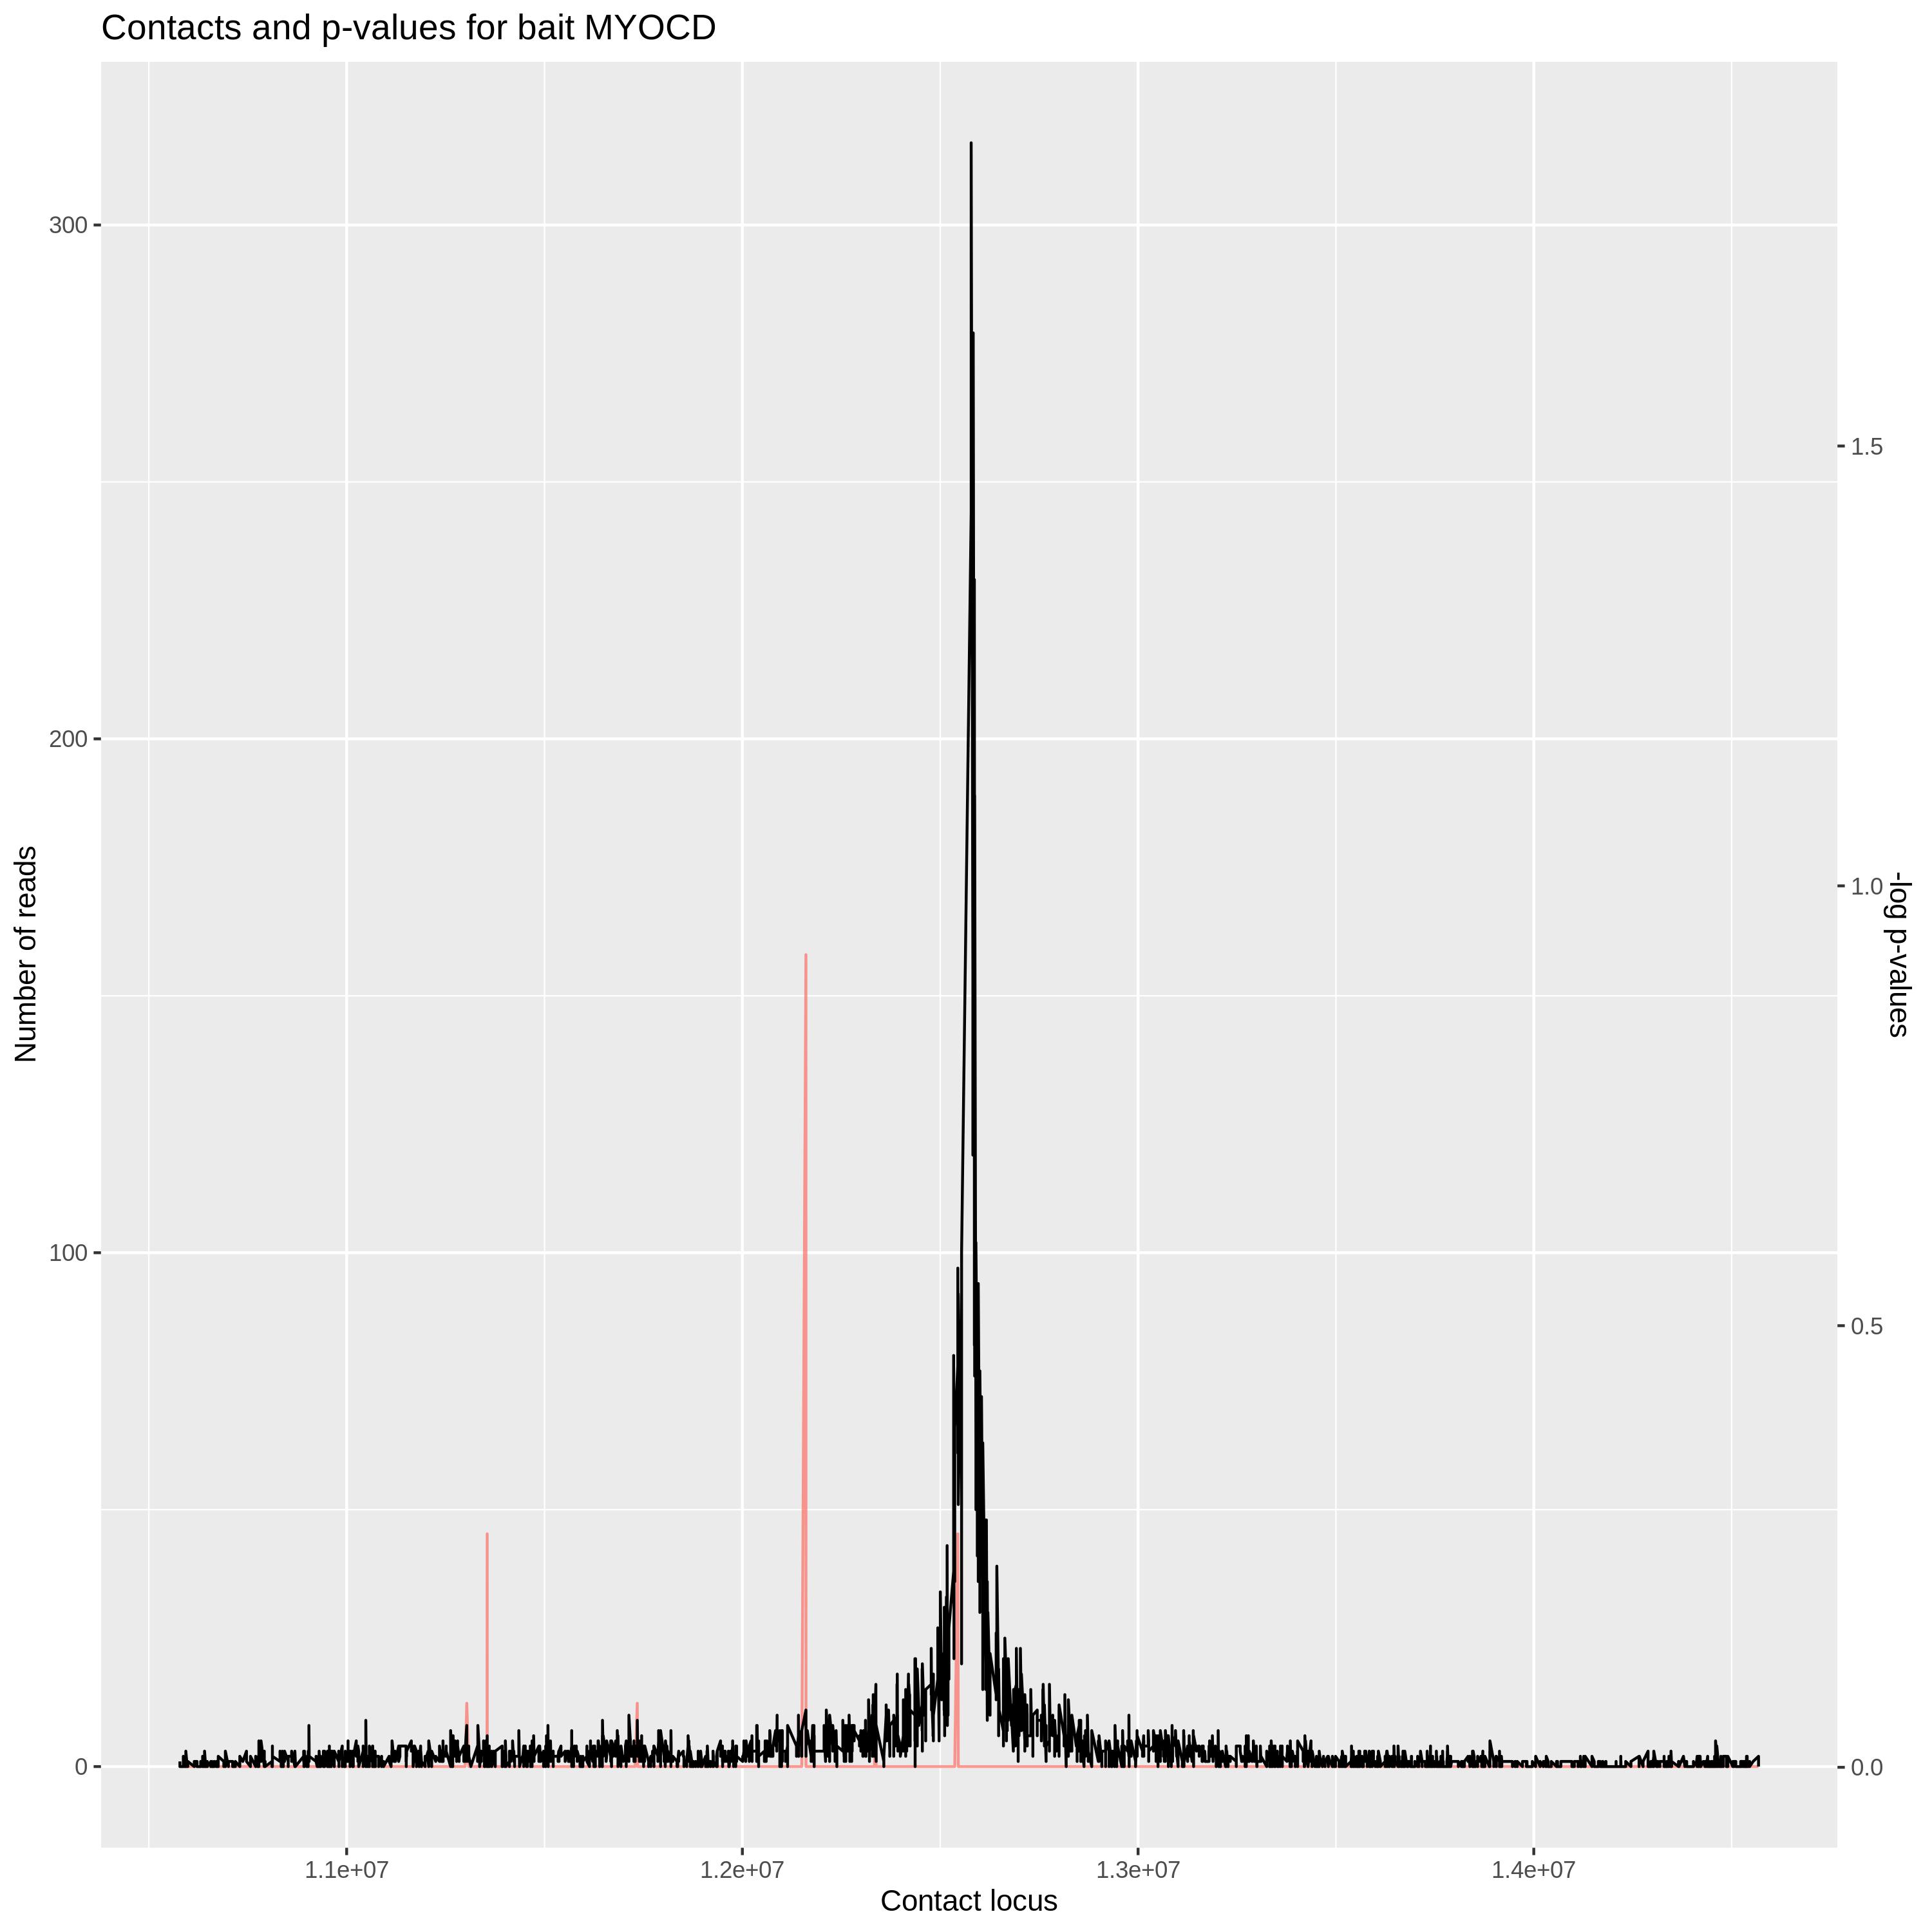 Contacts and p-values for bait MYOCD
Number of reads
300
200
100
0
1.5
1.0
0.5
0.0
-log p-values
1.1e+07
1.2e+07
1.3e+07
1.4e+07
Contact locus